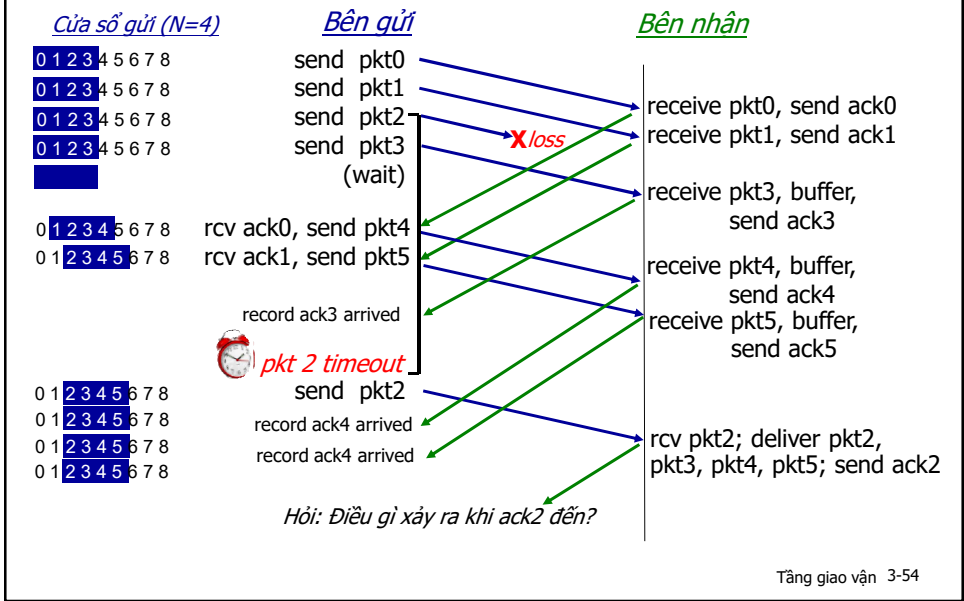 Cửa sổ gửi (N=4)
Bên gửi
Bên nhận
0 1 2 3 4 5 6 7 8
send pkt0
0 1 2 3 4 5 6 7 8
send pkt1
receive pkt0, send ack0
0 1 2 3 4 5 6 7 8
send pkt2
X loss
receive pkt1, send ack1
0 1 2 3 4 5 6 7 8
send pkt3
(wait)
receive pkt3, buffer,
send ack3
0 1 2 3 4 5 6 7 8
rcv ack0, send pkt4
0 1 2 3 4 5 6 7 8
rcv ack1, send pkt5
receive pkt4, buffer,
send ack4
record ack3 arrived
receive pkt5, buffer,
send ack5
pkt 2 timeout
0 1 2 3 4 5 6 7 8
send pkt2
0 1 2 3 4 5 6 7 8
record ack4 arrived
0 1 2 3 4 5 6 7 8
record ack4 arrived
0 1 2 3 4 5 6 7 8
rcv pkt2; deliver pkt2,
pkt3, pkt4, pkt5; send ack2
Hỏi: Điều gì xảy ra khi ack2 đến?
Tầng giao vận 3-54